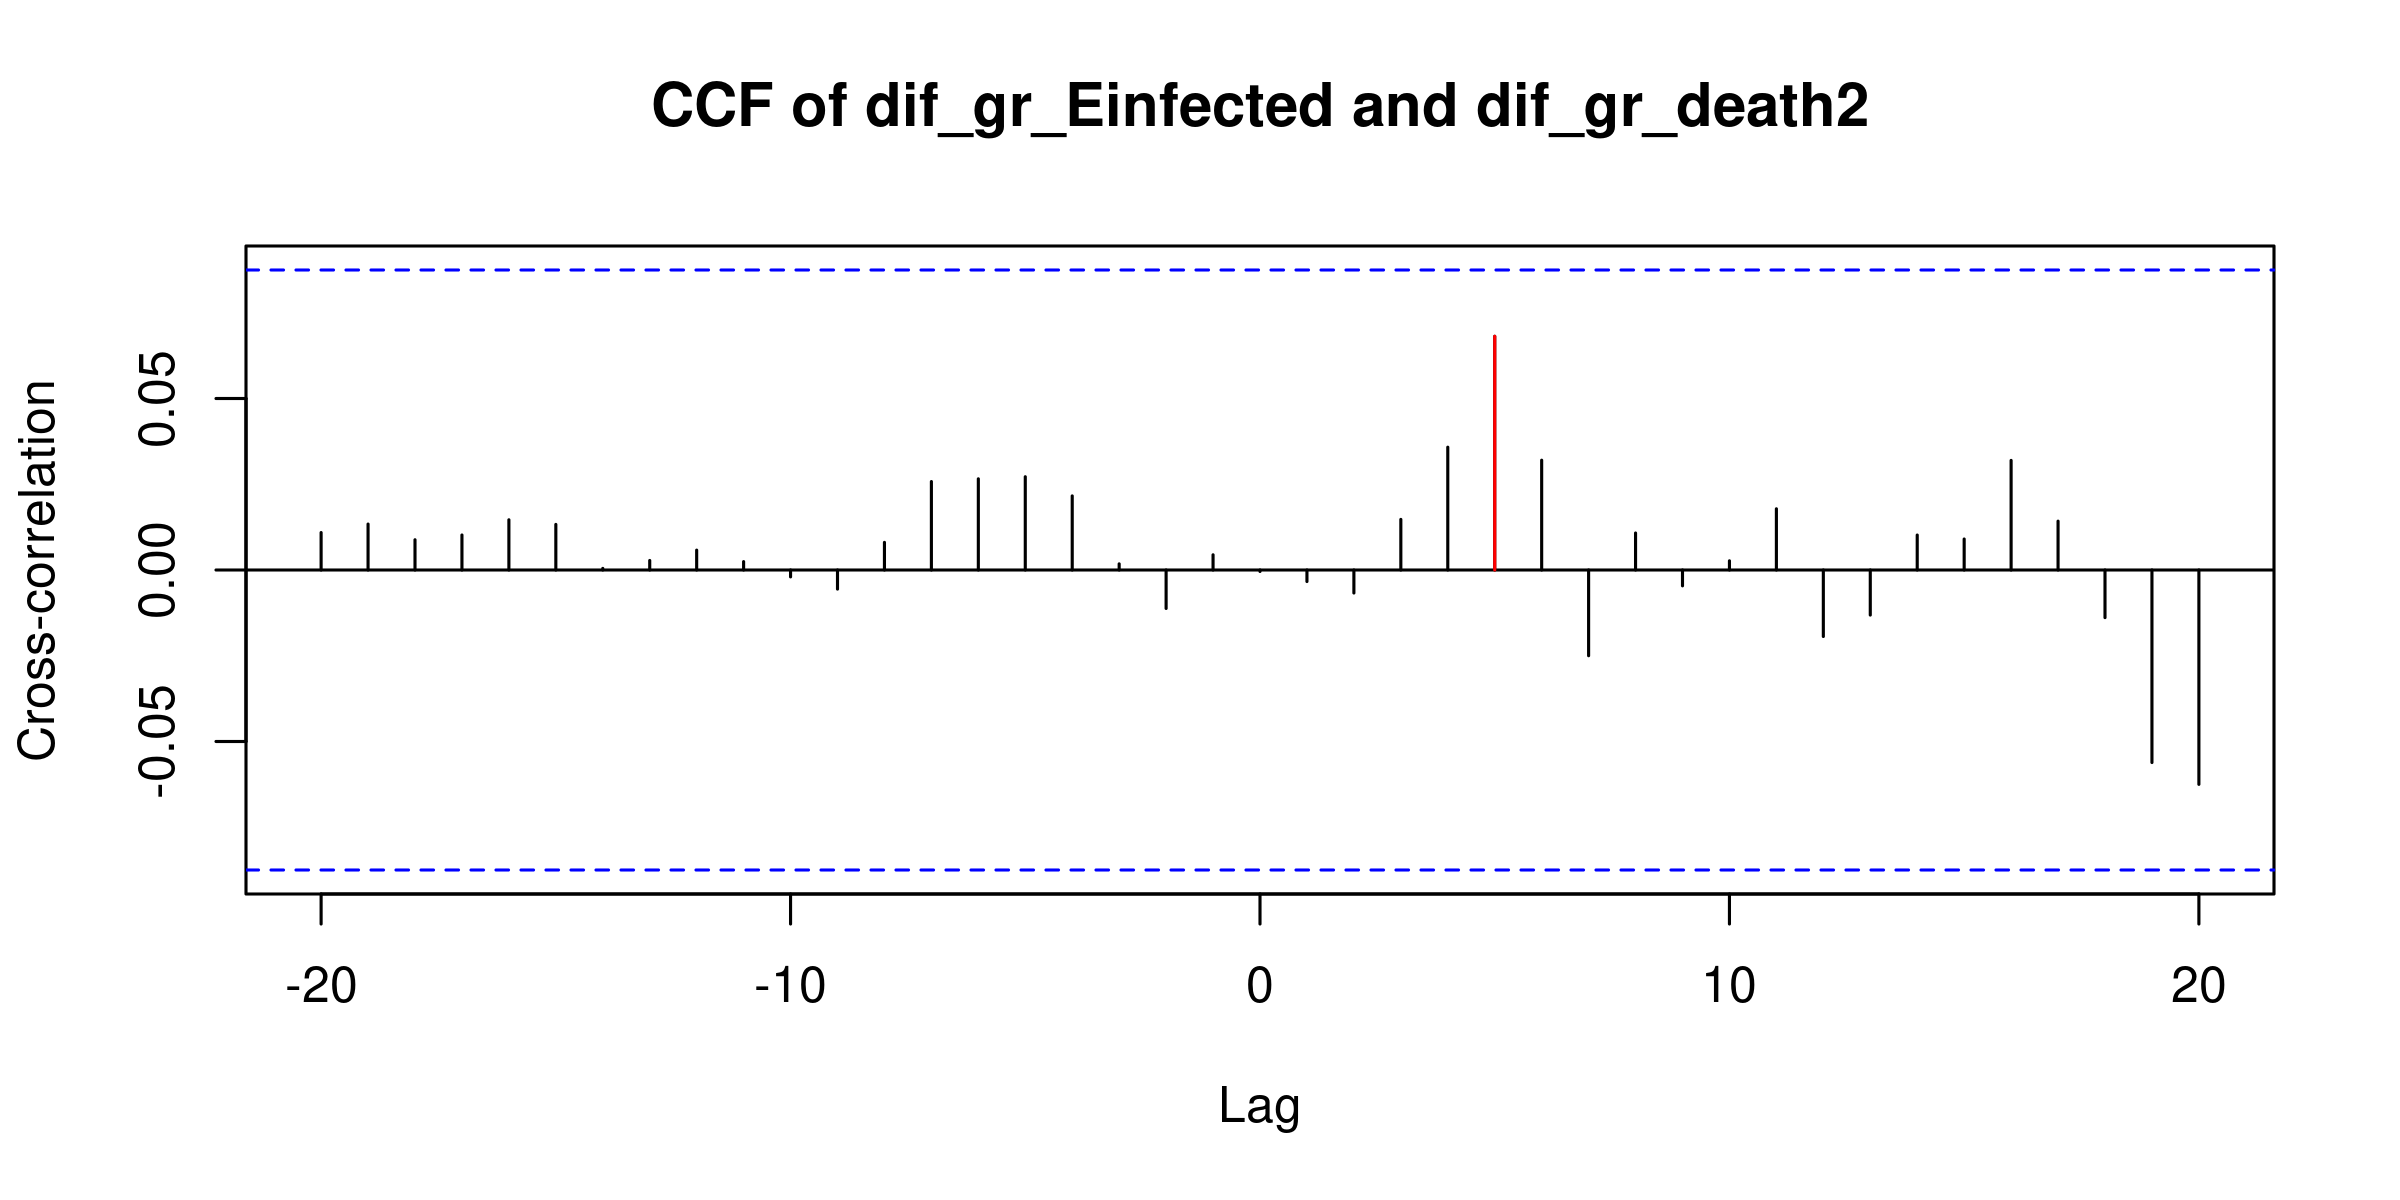 CCF of dif_gr_Einfected and dif_gr_death2
Cross-correlation
0.05
0.00
-0.05
-20 -10 0 10 20
Lag